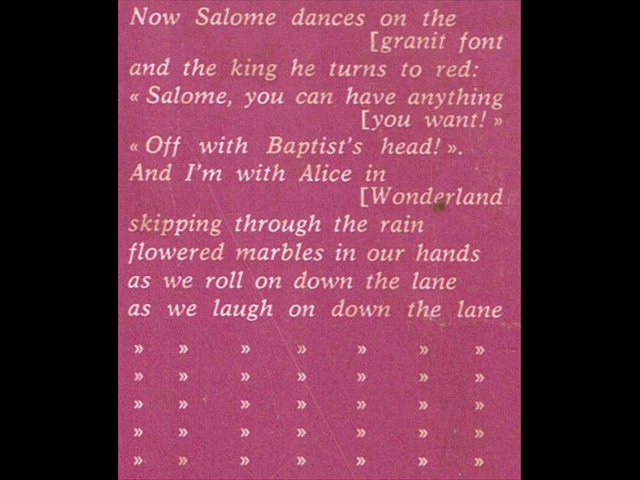 Now Salome dances on the
[granit font
and the king he turns to red:
« Salome, you can have anything
[you want! »
« Off with Baptist's head! ».
And I'm with Alice in
[Wonderland
skipping through the rain
flowered marbles in our hands
as we roll on down the lane
as we laugh on down the lane
» » » » » » »
» » » » » » »
» » » » » » »
» » » » » » »
» » » » » » »